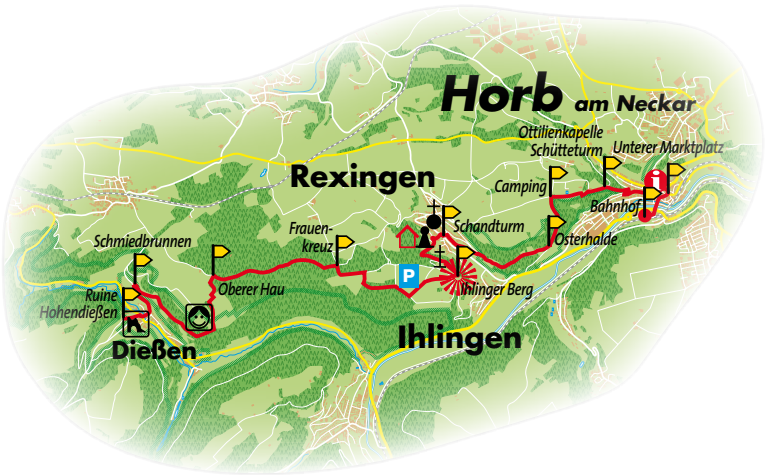 Horb am Neckar
Ottilienkapelle
Schütteturm
Unterer Marktplatz
Rexingen
Camping
i
Bahnhof
Frauen-
kreuz
Schandturm
Schmiedbrunnen
Osterhalde
P
Oberer Hau
Ihlinger Berg
Ruine
Hohendießen
Ihlingen
Dießen